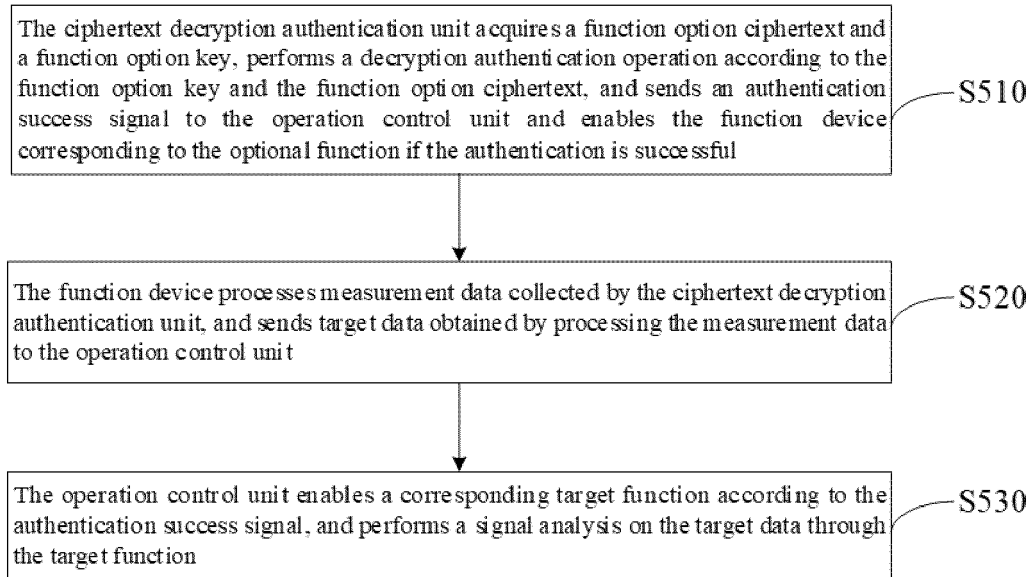 The ciphertext decryption authentication unit acquires a function option ciphertext and
a function option key, performs a decryption authentication operation according to the
function option key and the function option ciphertext, and sends an authentication
success signal to the operation control unit and enables the function device
corresponding to the optional function if the authentication is successful
S510
The function device processes measurement data collected by the ciphertext decryption
authentication unit, and sends target data obtained by processing the measurement data
to the operation control unit
S520
The operation control unit enables a corresponding target function according to the
authentication success signal, and performs a signal analysis on the target data through
the target function
S530